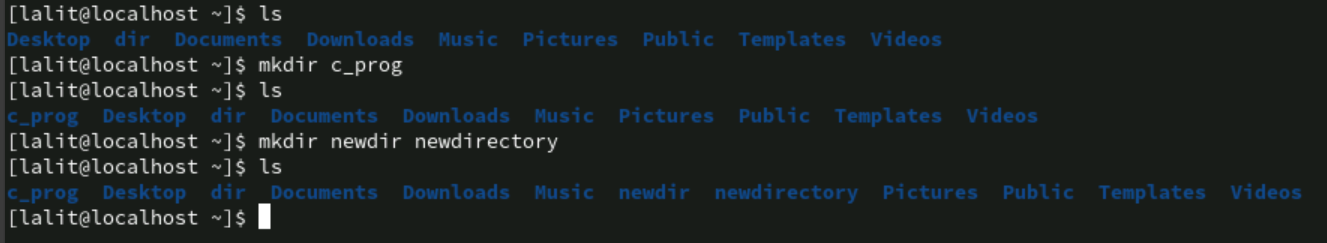 [lalit@localhost ~]$ ls
Desktop dir Documents Downloads Music Pictures Public Templates Videos
[lalit@localhost ~]$ mkdir c_prog
[lalit@localhost ~]$ ls
c_prog Desktop dir Documents Downloads Music Pictures Public Templates Videos
[lalit@localhost ~]$ mkdir newdir newdirectory
[lalit@localhost ~]$ ls
c_prog Desktop dir Documents Downloads Music newdir newdirectory Pictures Public Templates Videos
[lalit@localhost ~]$